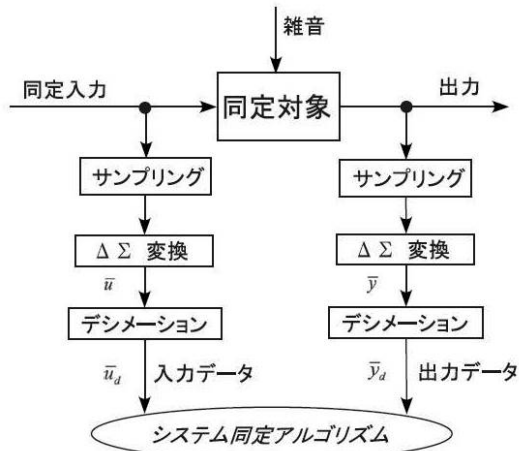 雑音
同定入力
同定対象
出力
サンプリング
サンプリング
ΔΣ 変換
ΔΣ 変換
ū
ȳ
デシメーション
デシメーション
ū_d 入力データ
ȳ_d 出力データ
システム同定アルゴリズム